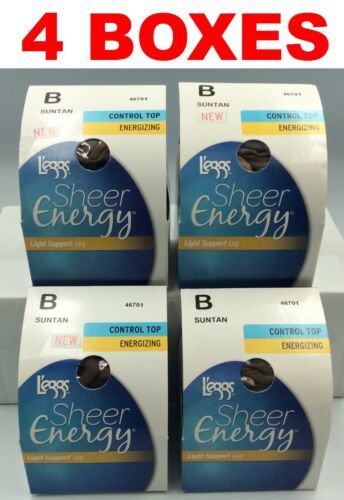 4 BOXES
B
46701
SUNTAN
NEW
CONTROL TOP
ENERGIZING
L'eggs
Sheer
Energy®
Light Support Leg
B
46701
SUNTAN
NEW
CONTROL TOP
ENERGIZING
L'eggs
Sheer
Energy®
Light Support Leg
B
46701
SUNTAN
CONTROL TOP
NEW
ENERGIZING
L'eggs
Sheer
Energy®
Light Support Leg
B
46701
SUNTAN
CONTROL TOP
ENERGIZING
L'eggs
Sheer
Energy®
Light Support Leg